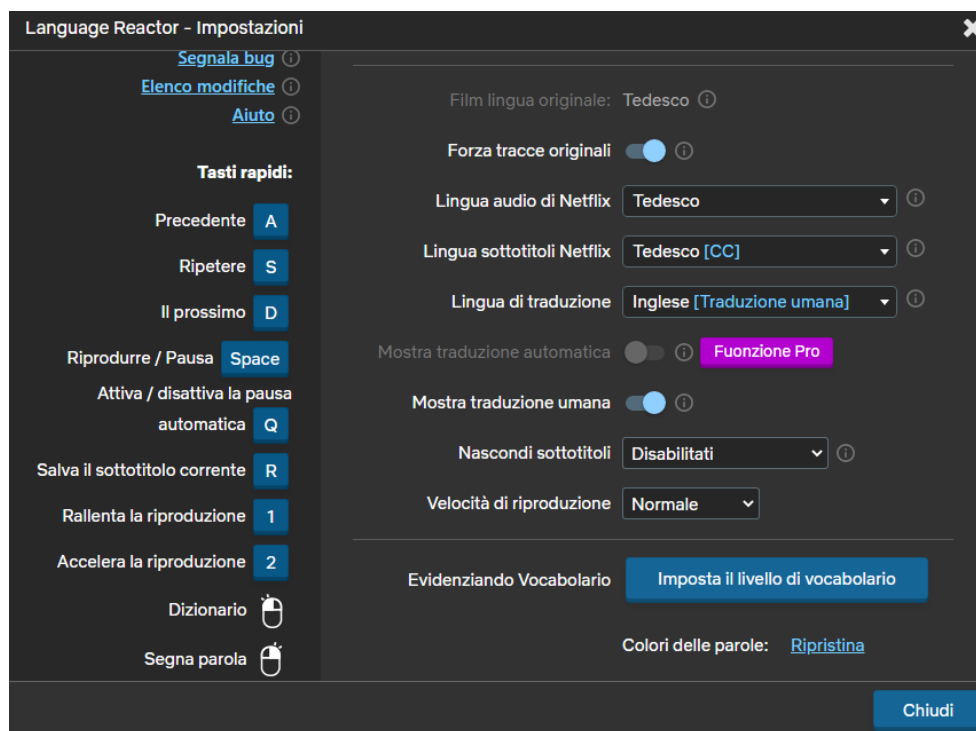 Language Reactor - Impostazioni
Segnala bug
Elenco modifiche
Aiuto
Tasti rapidi:
Precedente A
Ripetere S
Il prossimo D
Riprodurre / Pausa Space
Attiva / disattiva la pausa
automatica Q
Salva il sottotitolo corrente R
Rallenta la riproduzione 1
Accelera la riproduzione 2
Dizionario
Segna parola
Film lingua originale: Tedesco
Forza tracce originali
Lingua audio di Netflix Tedesco
Lingua sottotitoli Netflix Tedesco [CC]
Lingua di traduzione Inglese [Traduzione umana]
Mostra traduzione automatica Fuonzione Pro
Mostra traduzione umana
Nascondi sottotitoli Disabilitati
Velocità di riproduzione Normale
Evidenziando Vocabolario Imposta il livello di vocabolario
Colori delle parole: Ripristina
Chiudi